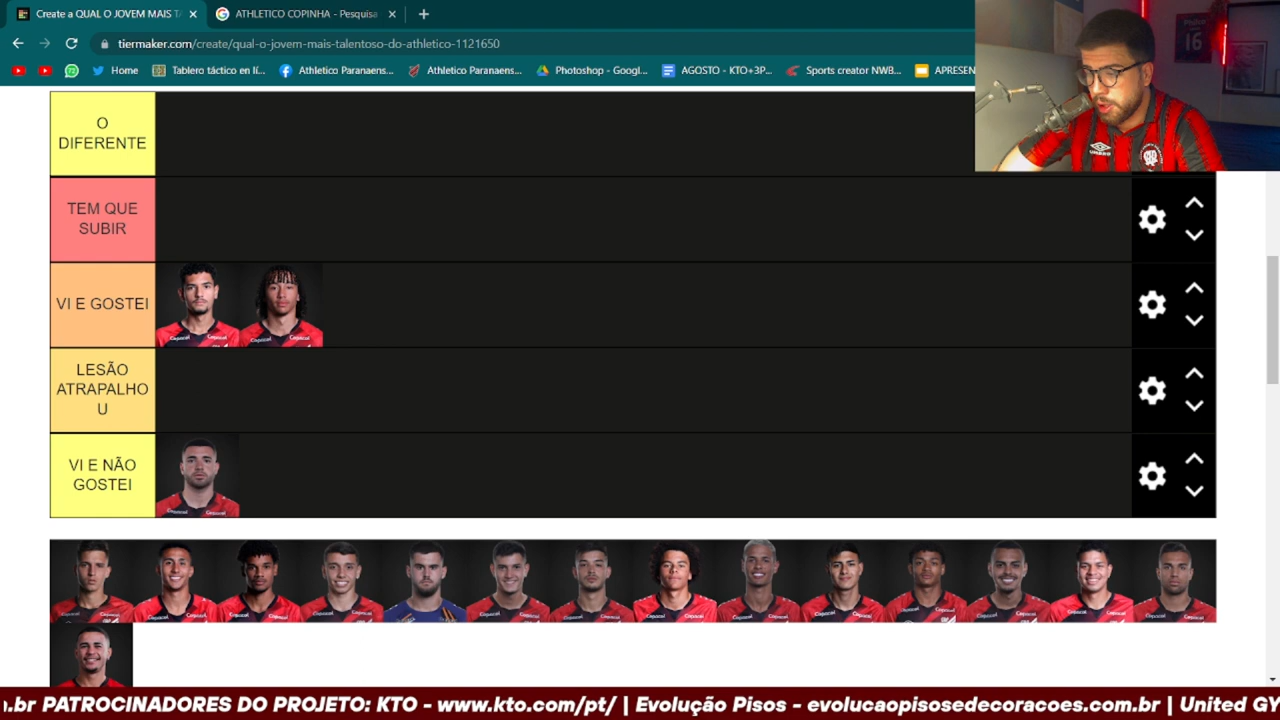 Create a QUAL O JOVEM MAIS T
ATHLETICO COPINHA - Pesquisa
tiermaker.com/create/qual-o-jovem-mais-talentoso-do-athletico-1121650
Home
Tablero táctico en lí...
Athletico Paranaens...
Athletico Paranaens...
Photoshop - Googl...
AGOSTO - KTO+3P...
Sports creator NWB...
APRESEN
16
UMBRO
O
DIFERENTE
TEM QUE
SUBIR
VI E GOSTEI
LESÃO
ATRAPALHO
U
VI E NÃO
GOSTEI
.br PATROCINADORES DO PROJETO: KTO - www.kto.com/pt/ | Evolução Pisos - evolucaopisosedecoracoes.com.br | United GY